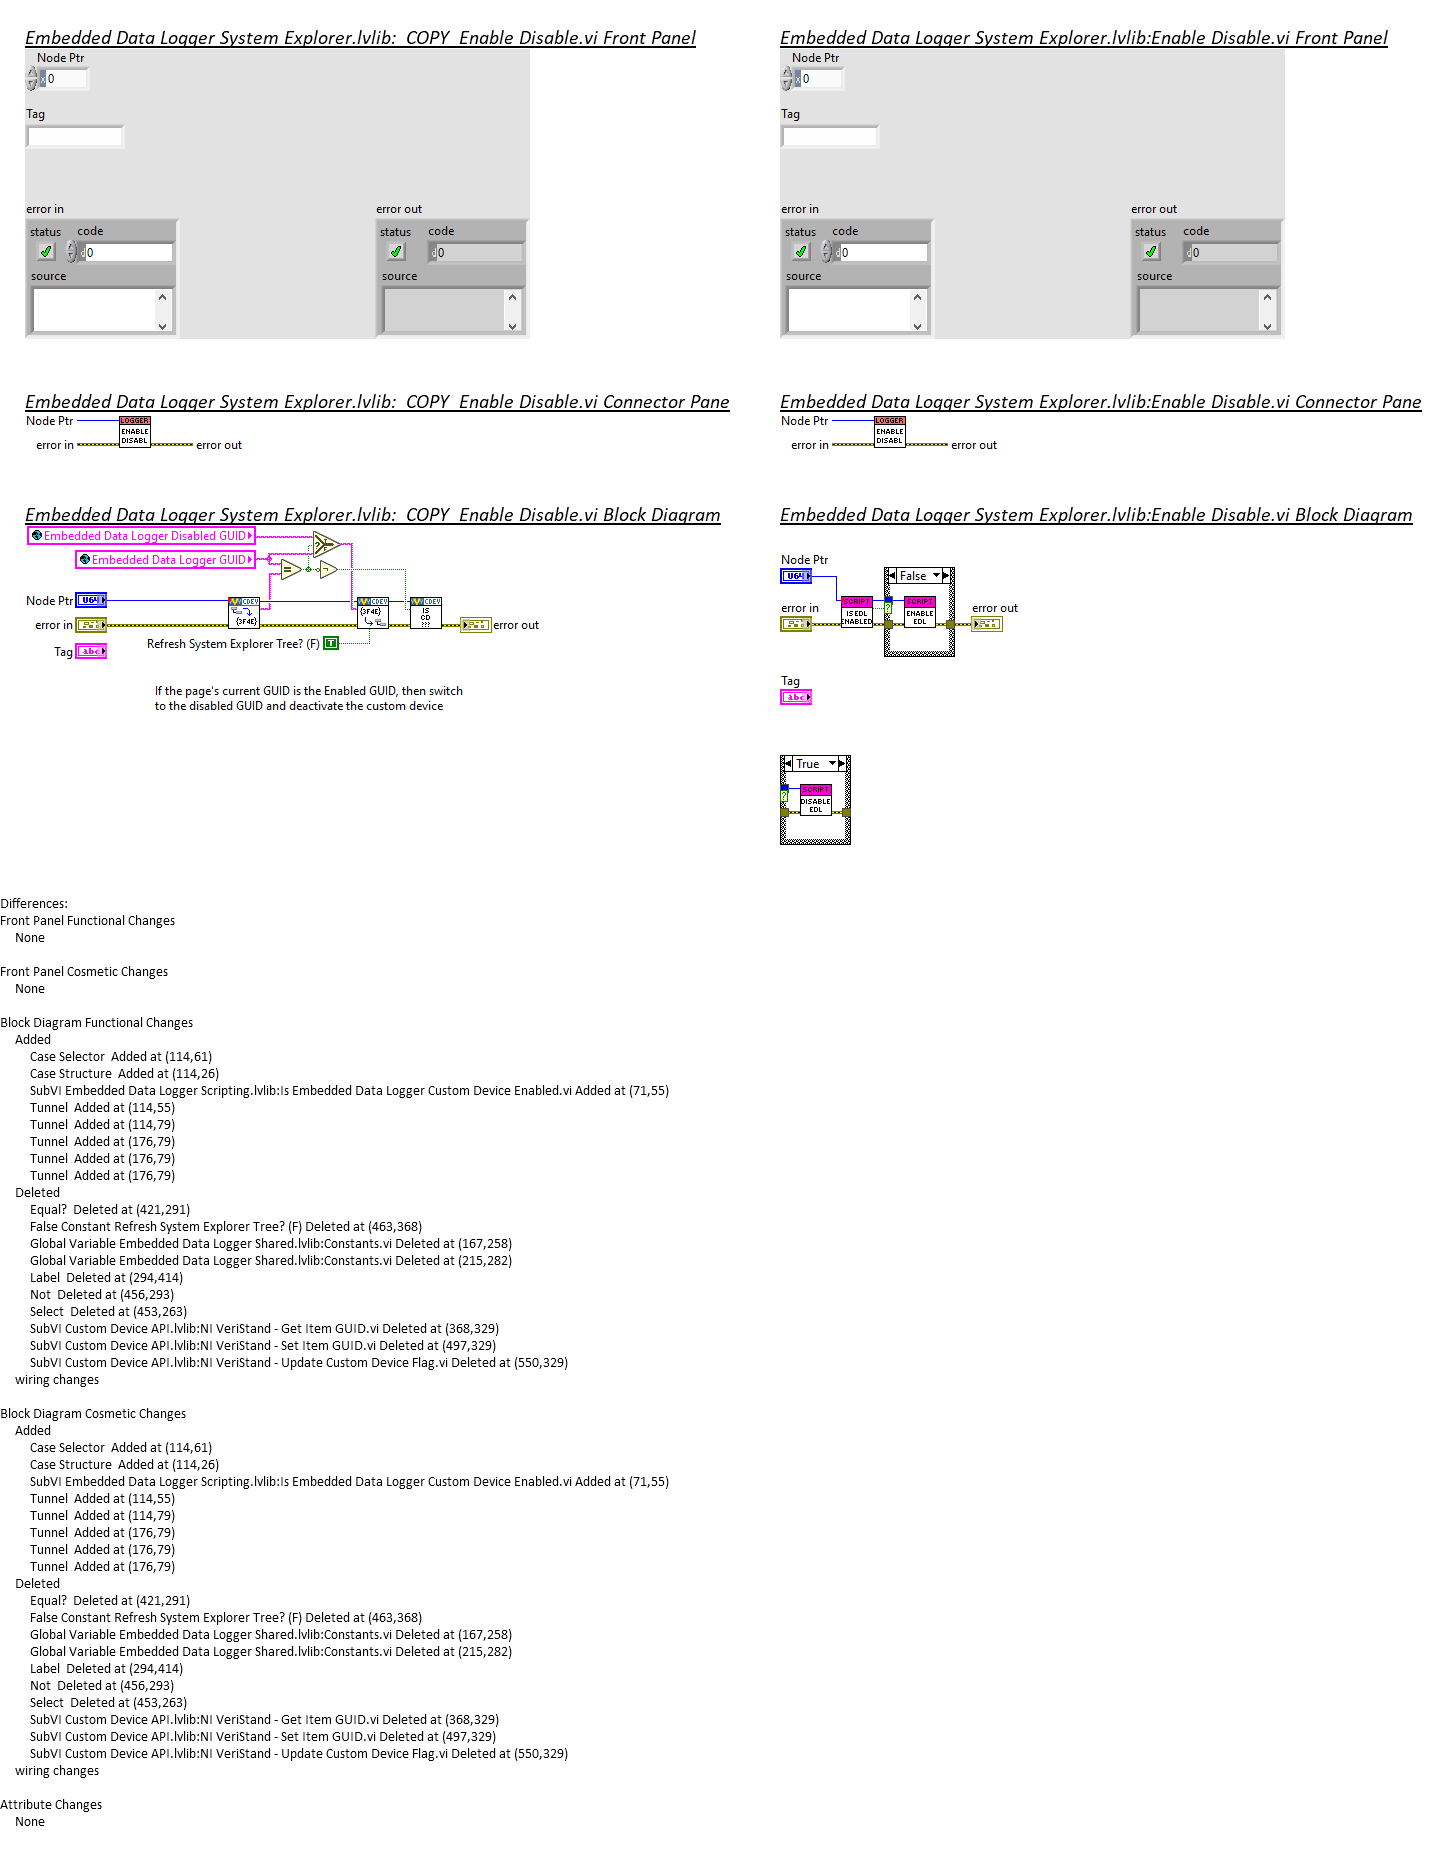 Embedded Data Logger System Explorer.lvlib:  COPY  Enable Disable.vi Front Panel
Node Ptr
x 0
Tag
error in
status code
d 0
source
error out
status code
d 0
source
Embedded Data Logger System Explorer.lvlib:Enable Disable.vi Front Panel
Node Ptr
x 0
Tag
error in
status code
d 0
source
error out
status code
d 0
source
Embedded Data Logger System Explorer.lvlib:  COPY  Enable Disable.vi Connector Pane
Node Ptr
LOGGER
ENABLE
DISABL
error in
error out
Embedded Data Logger System Explorer.lvlib:Enable Disable.vi Connector Pane
Node Ptr
LOGGER
ENABLE
DISABL
error in
error out
Embedded Data Logger System Explorer.lvlib:  COPY  Enable Disable.vi Block Diagram
Embedded Data Logger Disabled GUID
Embedded Data Logger GUID
T
?
F
=
Node Ptr
U64
CDEV
{3F4E}
CDEV
{3F4E}
CDEV
IS
CD
???
error in
error out
Refresh System Explorer Tree? (F)
T
Tag
abc
If the page's current GUID is the Enabled GUID, then switch
to the disabled GUID and deactivate the custom device
Embedded Data Logger System Explorer.lvlib:Enable Disable.vi Block Diagram
Node Ptr
U64
False
error in
SCRIPT
IS EDL
ENABLED
?
SCRIPT
ENABLE
EDL
error out
Tag
abc
True
?
SCRIPT
DISABLE
EDL
Differences:
Front Panel Functional Changes
None
Front Panel Cosmetic Changes
None
Block Diagram Functional Changes
Added
Case Selector  Added at (114,61)
Case Structure  Added at (114,26)
SubVI Embedded Data Logger Scripting.lvlib:Is Embedded Data Logger Custom Device Enabled.vi Added at (71,55)
Tunnel  Added at (114,55)
Tunnel  Added at (114,79)
Tunnel  Added at (176,79)
Tunnel  Added at (176,79)
Tunnel  Added at (176,79)
Deleted
Equal?  Deleted at (421,291)
False Constant Refresh System Explorer Tree? (F) Deleted at (463,368)
Global Variable Embedded Data Logger Shared.lvlib:Constants.vi Deleted at (167,258)
Global Variable Embedded Data Logger Shared.lvlib:Constants.vi Deleted at (215,282)
Label  Deleted at (294,414)
Not  Deleted at (456,293)
Select  Deleted at (453,263)
SubVI Custom Device API.lvlib:NI VeriStand - Get Item GUID.vi Deleted at (368,329)
SubVI Custom Device API.lvlib:NI VeriStand - Set Item GUID.vi Deleted at (497,329)
SubVI Custom Device API.lvlib:NI VeriStand - Update Custom Device Flag.vi Deleted at (550,329)
wiring changes
Block Diagram Cosmetic Changes
Added
Case Selector  Added at (114,61)
Case Structure  Added at (114,26)
SubVI Embedded Data Logger Scripting.lvlib:Is Embedded Data Logger Custom Device Enabled.vi Added at (71,55)
Tunnel  Added at (114,55)
Tunnel  Added at (114,79)
Tunnel  Added at (176,79)
Tunnel  Added at (176,79)
Tunnel  Added at (176,79)
Deleted
Equal?  Deleted at (421,291)
False Constant Refresh System Explorer Tree? (F) Deleted at (463,368)
Global Variable Embedded Data Logger Shared.lvlib:Constants.vi Deleted at (167,258)
Global Variable Embedded Data Logger Shared.lvlib:Constants.vi Deleted at (215,282)
Label  Deleted at (294,414)
Not  Deleted at (456,293)
Select  Deleted at (453,263)
SubVI Custom Device API.lvlib:NI VeriStand - Get Item GUID.vi Deleted at (368,329)
SubVI Custom Device API.lvlib:NI VeriStand - Set Item GUID.vi Deleted at (497,329)
SubVI Custom Device API.lvlib:NI VeriStand - Update Custom Device Flag.vi Deleted at (550,329)
wiring changes
Attribute Changes
None